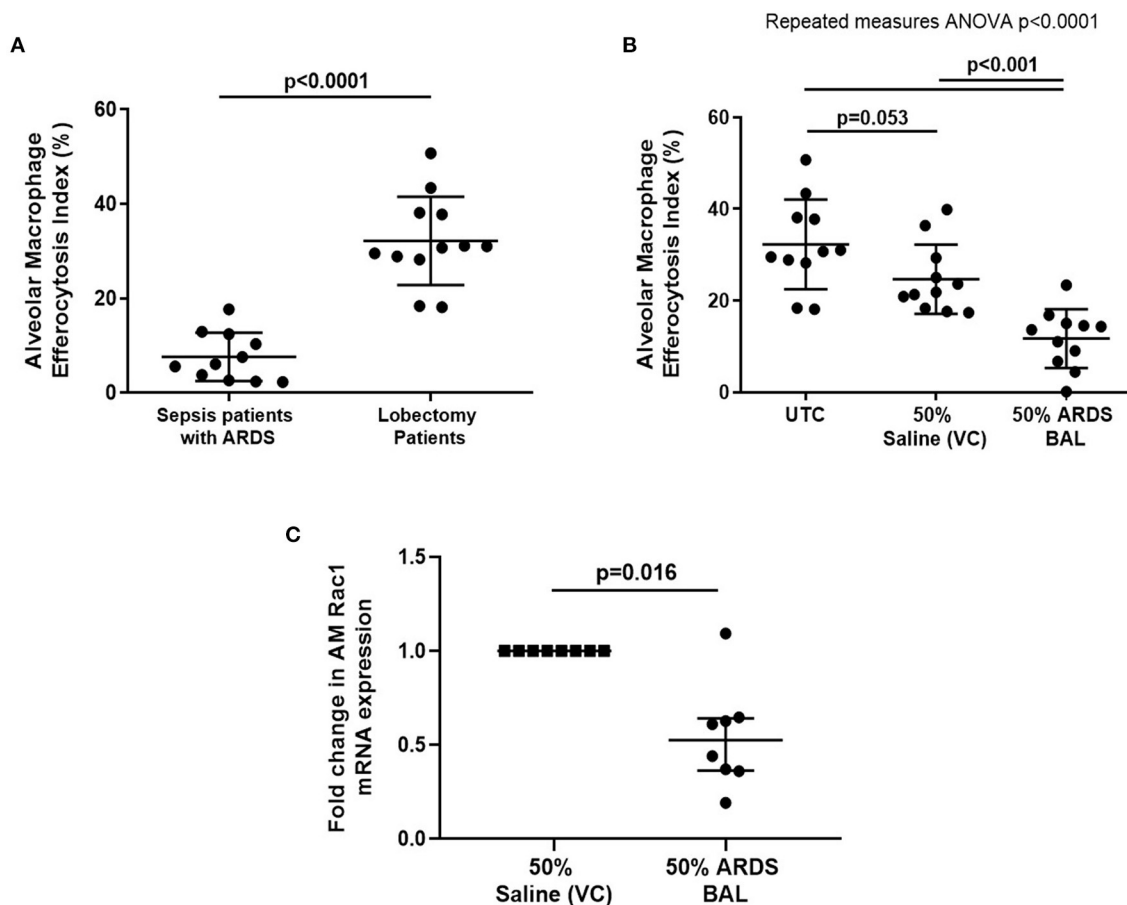 A
p<0.0001
Alveolar Macrophage
Efferocytosis Index (%)
60
40
20
0
Sepsis patients
with ARDS
Lobectomy
Patients
Repeated measures ANOVA p<0.0001
B
p<0.001
p=0.053
Alveolar Macrophage
Efferocytosis Index (%)
60
40
20
0
UTC
50%
Saline (VC)
50% ARDS
BAL
C
p=0.016
Fold change in AM Rac1
mRNA expression
1.5
1.0
0.5
0.0
50%
Saline (VC)
50% ARDS
BAL